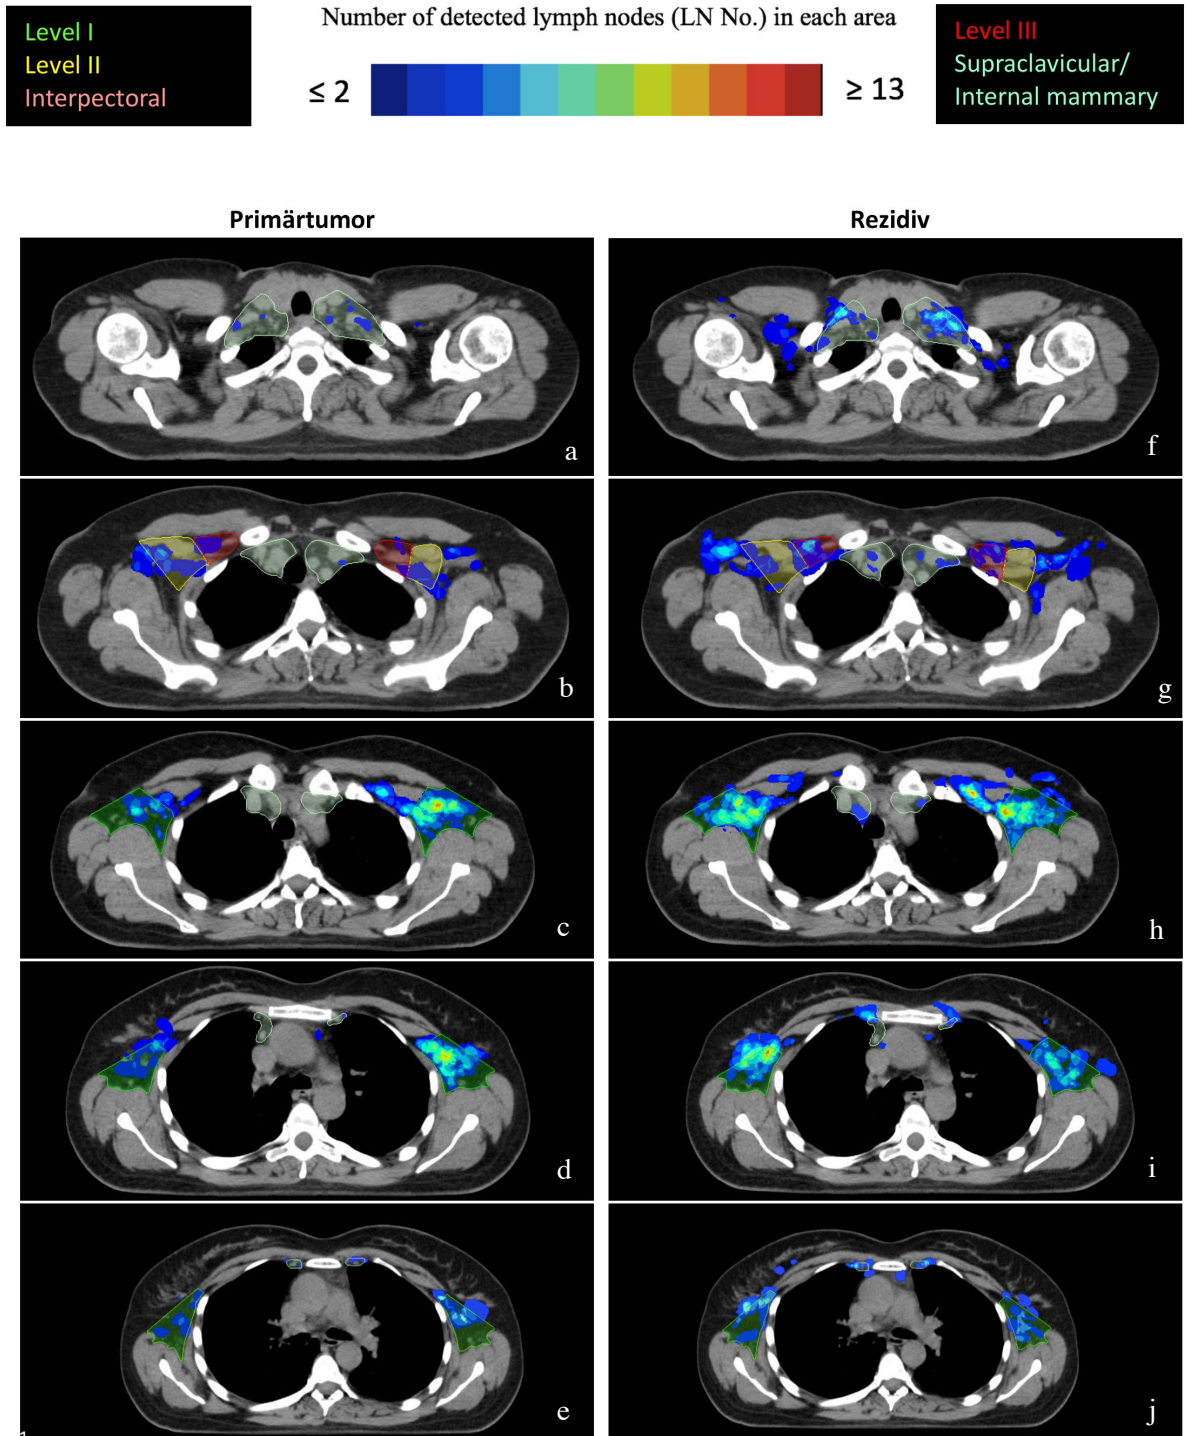 Number of detected lymph nodes (LN No.) in each area
Level I
Level II
Interpectoral
≤ 2
≥ 13
Level III
Supraclavicular/
Internal mammary
Primärtumor
Rezidiv
a
f
b
g
c
h
d
i
e
j